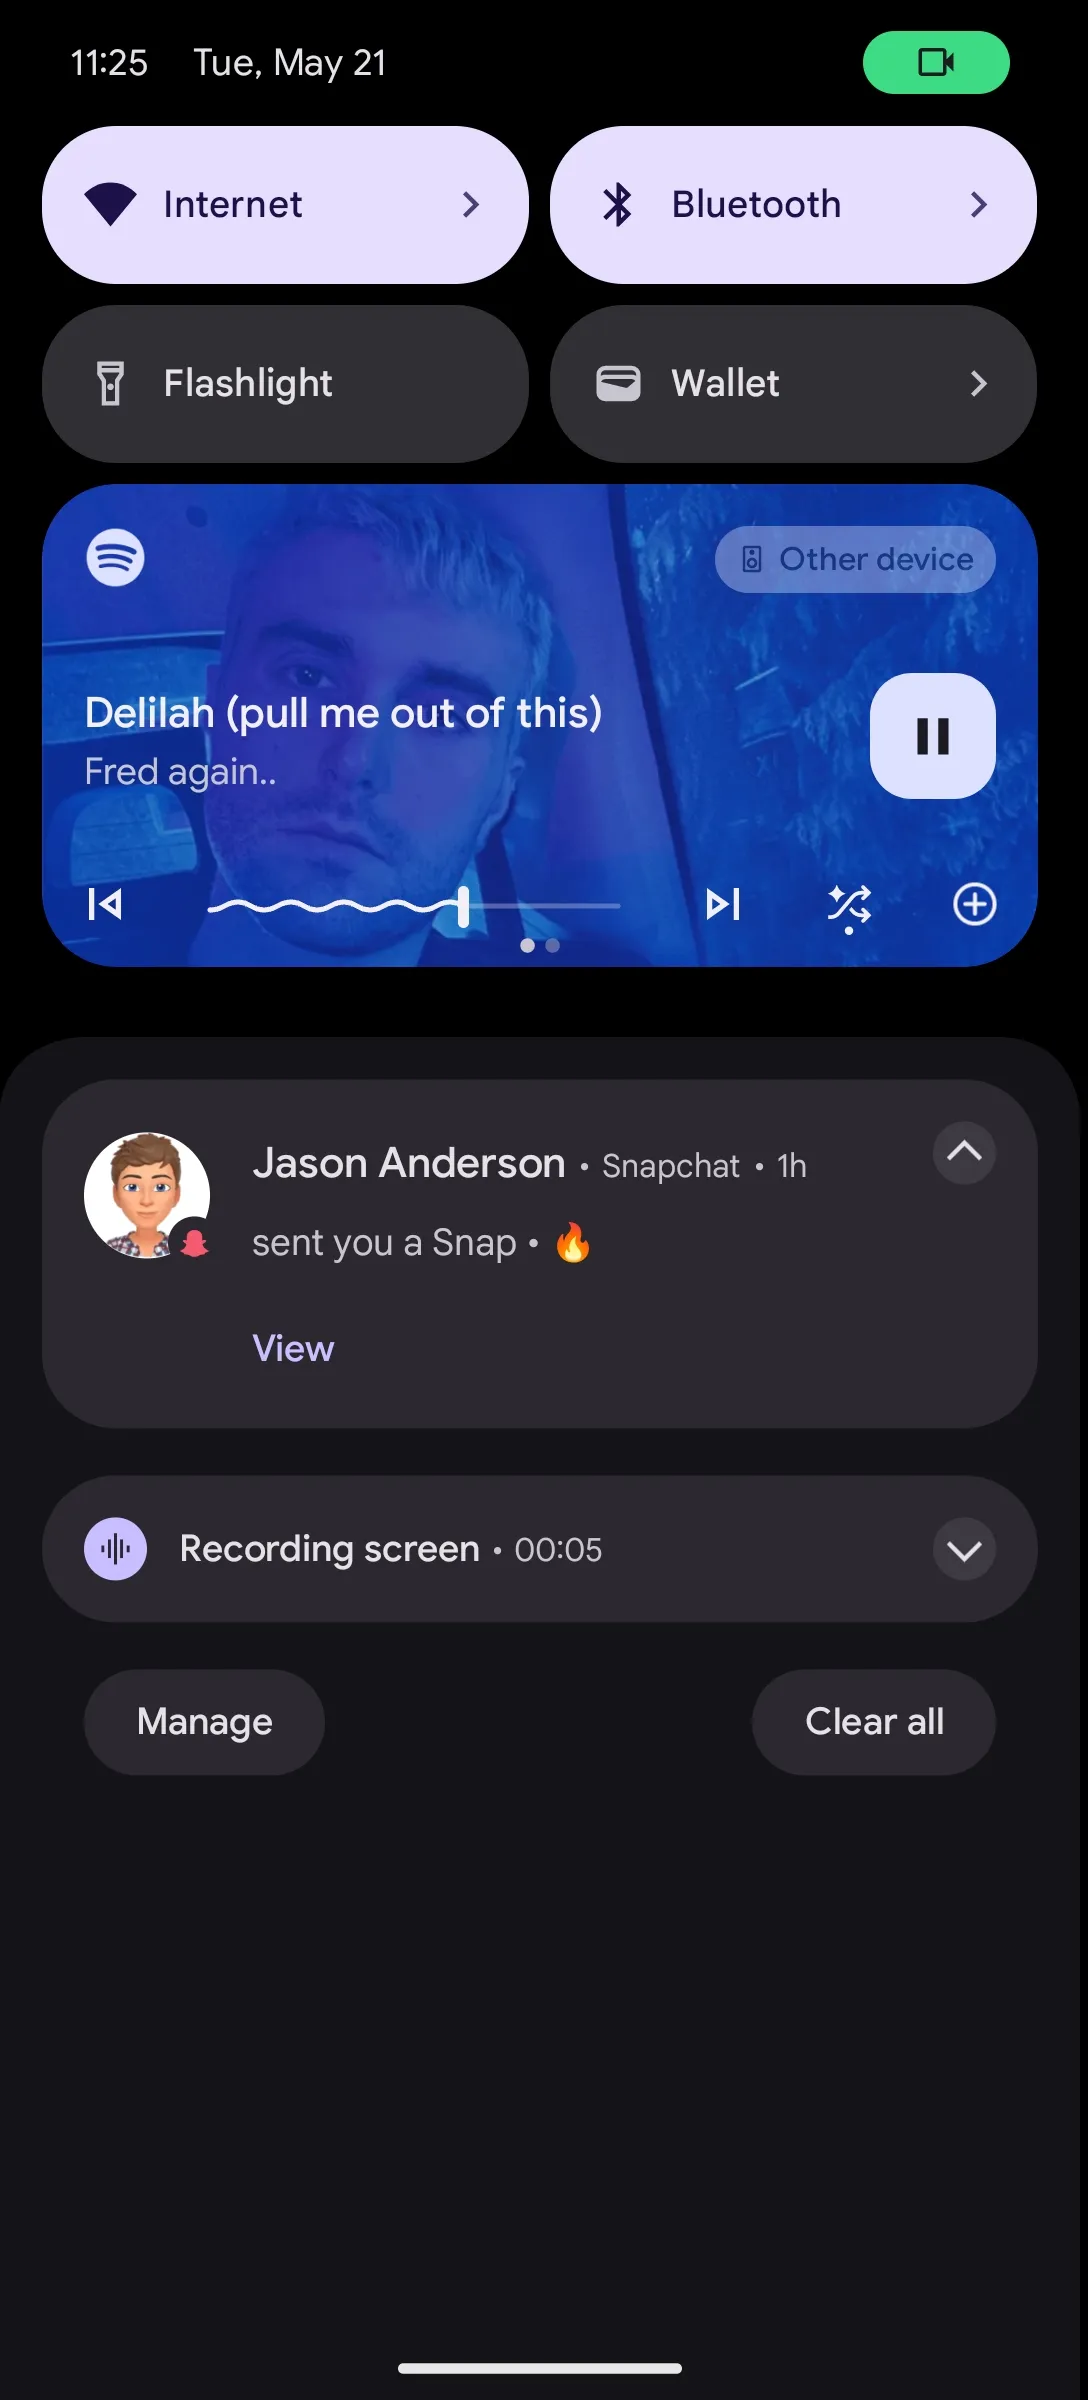 11:25 Tue, May 21
Internet
Bluetooth
Flashlight
Wallet
Other device
Delilah (pull me out of this)
Fred again..
Jason Anderson • Snapchat • 1h
sent you a Snap • 🔥
View
Recording screen • 00:05
Manage
Clear all